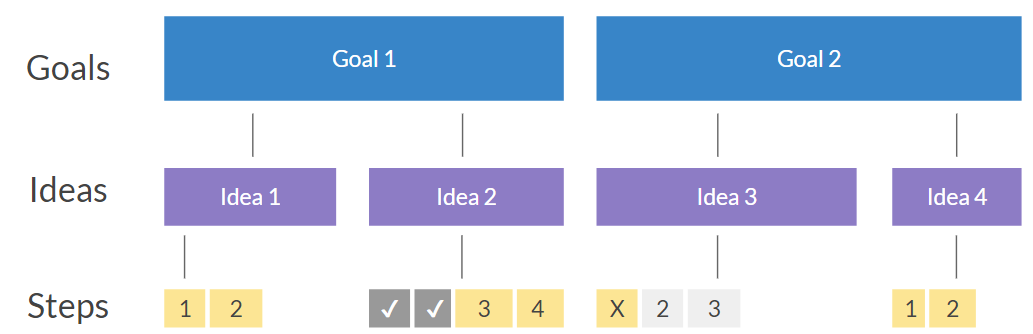 Goals Goal 1 Goal 2
Ideas Idea 1 Idea 2 Idea 3 Idea 4
Steps 1 2 ✓ ✓ 3 4 X 2 3 1 2